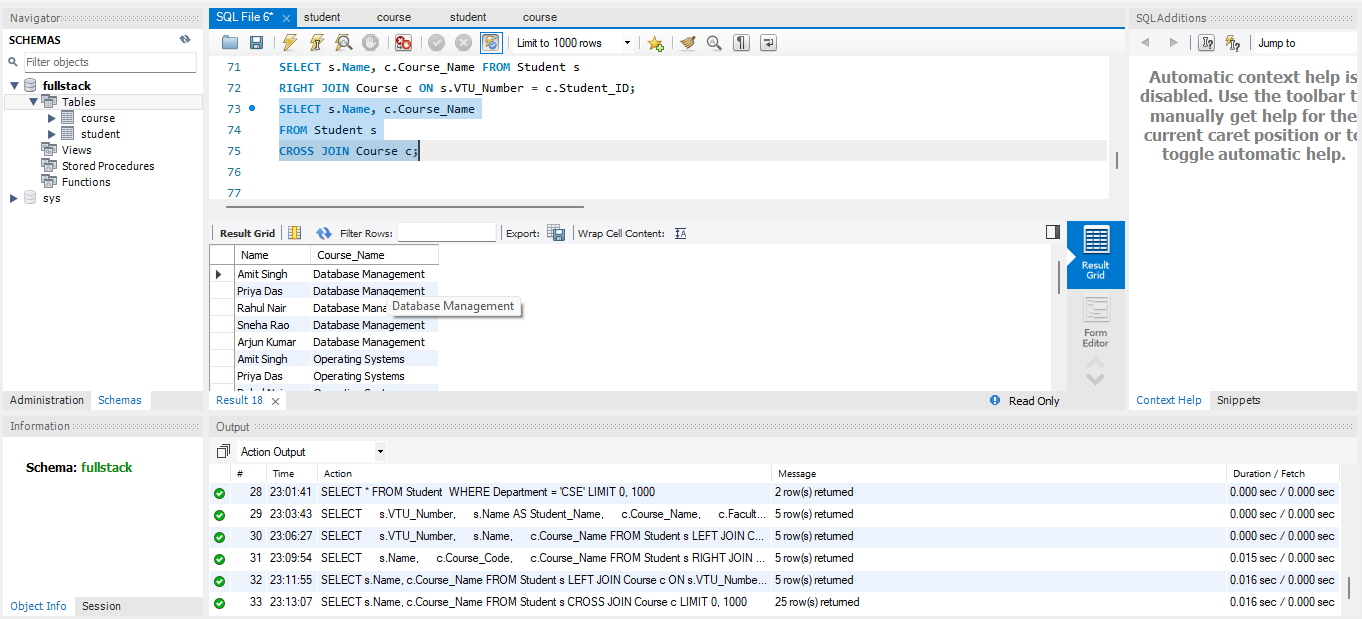 Navigator
SCHEMAS
Filter objects
fullstack
Tables
course
student
Views
Stored Procedures
Functions
sys
Administration Schemas
Information
Schema: fullstack
Object Info Session
SQL File 6* student course student course
Limit to 1000 rows
71 SELECT s.Name, c.Course_Name FROM Student s
72 RIGHT JOIN Course c ON s.VTU_Number = c.Student_ID;
73 SELECT s.Name, c.Course_Name
74 FROM Student s
75 CROSS JOIN Course c;
76
77
Result Grid Filter Rows: Export: Wrap Cell Content:
Name Course_Name
Amit Singh Database Management
Priya Das Database Management
Rahul Nair Database Mana
Database Management
Sneha Rao Database Management
Arjun Kumar Database Management
Amit Singh Operating Systems
Priya Das Operating Systems
Result Grid
Form Editor
Result 18 Read Only
Output
Action Output
# Time Action Message Duration / Fetch
28 23:01:41 SELECT * FROM Student WHERE Department = 'CSE' LIMIT 0, 1000 2 row(s) returned 0.000 sec / 0.000 sec
29 23:03:43 SELECT s.VTU_Number, s.Name AS Student_Name, c.Course_Name, c.Facult... 5 row(s) returned 0.000 sec / 0.000 sec
30 23:06:27 SELECT s.VTU_Number, s.Name, c.Course_Name FROM Student s LEFT JOIN C... 5 row(s) returned 0.000 sec / 0.000 sec
31 23:09:54 SELECT s.Name, c.Course_Code, c.Course_Name FROM Student s RIGHT JOIN ... 5 row(s) returned 0.015 sec / 0.000 sec
32 23:11:55 SELECT s.Name, c.Course_Name FROM Student s LEFT JOIN Course c ON s.VTU_Numbe... 5 row(s) returned 0.016 sec / 0.000 sec
33 23:13:07 SELECT s.Name, c.Course_Name FROM Student s CROSS JOIN Course c LIMIT 0, 1000 25 row(s) returned 0.016 sec / 0.000 sec
SQLAdditions
Jump to
Automatic context help is
disabled. Use the toolbar t
manually get help for the
current caret position or to
toggle automatic help.
Context Help Snippets